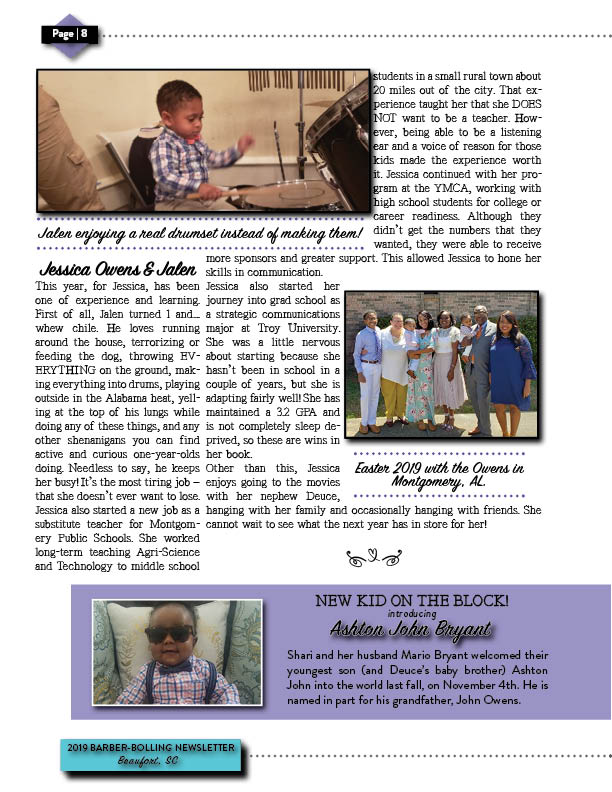 Page | 8
Jalen enjoying a real drumset instead of making them!
Jessica Owens & Jalen
This year, for Jessica, has been
one of experience and learning.
First of all, Jalen turned 1 and...
whew chile. He loves running
around the house, terrorizing or
feeding the dog, throwing EV-
ERYTHING on the ground, mak-
ing everything into drums, playing
outside in the Alabama heat, yell-
ing at the top of his lungs while
doing any of these things, and any
other shenanigans you can find
active and curious one-year-olds
doing. Needless to say, he keeps
her busy! It's the most tiring job –
that she doesn't ever want to lose.
Jessica also started a new job as a
substitute teacher for Montgom-
ery Public Schools. She worked
long-term teaching Agri-Science
and Technology to middle school
students in a small rural town about
20 miles out of the city. That ex-
perience taught her that she DOES
NOT want to be a teacher. How-
ever, being able to be a listening
ear and a voice of reason for those
kids made the experience worth
it. Jessica continued with her pro-
gram at the YMCA, working with
high school students for college or
career readiness. Although they
didn't get the numbers that they
wanted, they were able to receive
more sponsors and greater support. This allowed Jessica to hone her
skills in communication.
Jessica also started her
journey into grad school as
a strategic communications
major at Troy University.
She was a little nervous
about starting because she
hasn't been in school in a
couple of years, but she is
adapting fairly well! She has
maintained a 3.2 GPA and
is not completely sleep de-
prived, so these are wins in
her book.
Other than this, Jessica
enjoys going to the movies
with her nephew Deuce,
hanging with her family and occasionally hanging with friends. She
cannot wait to see what the next year has in store for her!
Easter 2019 with the Owens in
Montgomery, AL.
NEW KID ON THE BLOCK!
introducing
Ashton John Bryant
Shari and her husband Mario Bryant welcomed their
youngest son (and Deuce's baby brother) Ashton
John into the world last fall, on November 4th. He is
named in part for his grandfather, John Owens.
2019 BARBER-BOLLING NEWSLETTER
Beaufort, SC